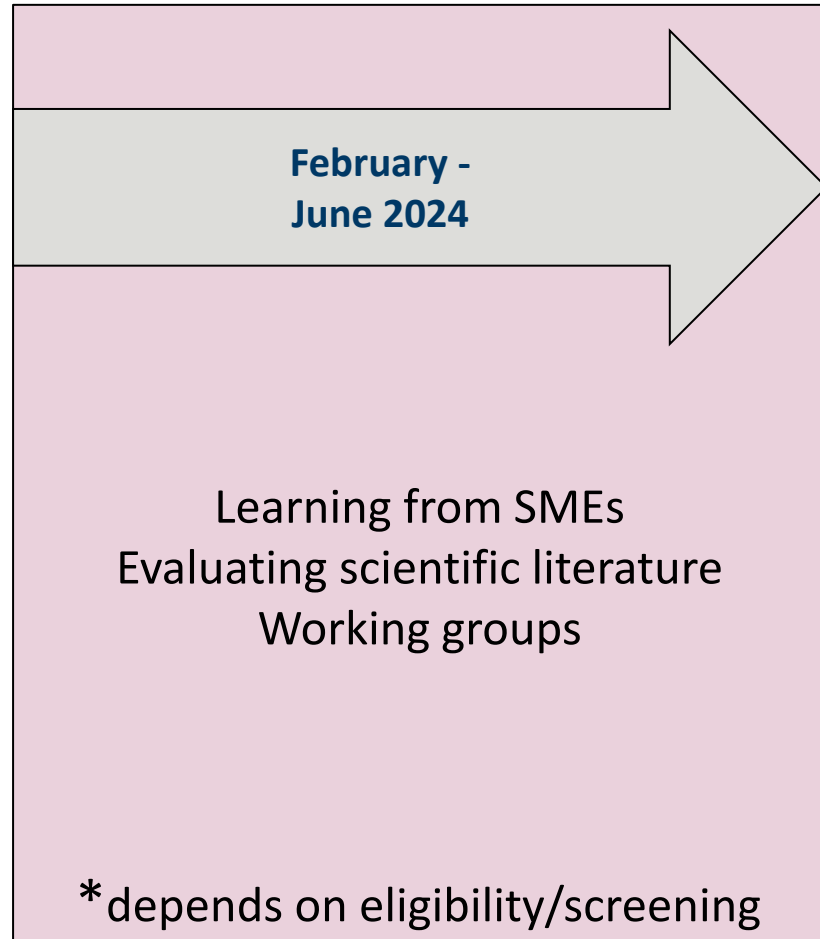 February -
June 2024
Learning from SMEs
Evaluating scientific literature
Working groups
*depends on eligibility/screening